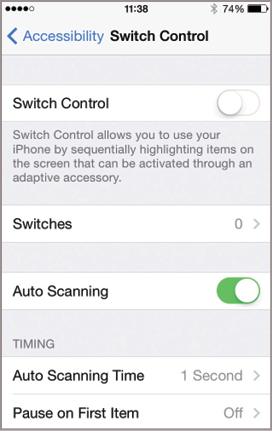 11:38 74%
Accessibility Switch Control
Switch Control
Switch Control allows you to use your
iPhone by sequentially highlighting items on
the screen that can be activated through an
adaptive accessory.
Switches 0
Auto Scanning
TIMING
Auto Scanning Time 1 Second
Pause on First Item Off